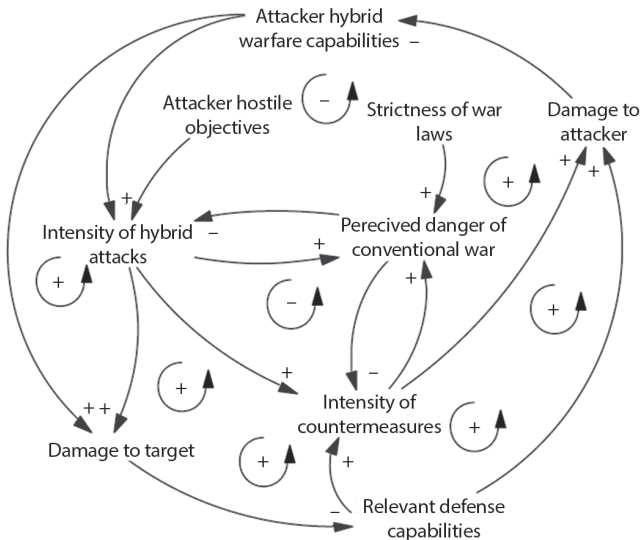 Attacker hybrid
warfare capabilities –
Attacker hostile
objectives
–
Strictness of war
laws
Damage to
attacker
+ +
+
+
+
Intensity of hybrid
attacks
–
+
Perecived danger of
conventional war
+
+
–
+
+
+
–
+
+ +
Intensity of
countermeasures
+
Damage to target
+
+
–
Relevant defense
capabilities